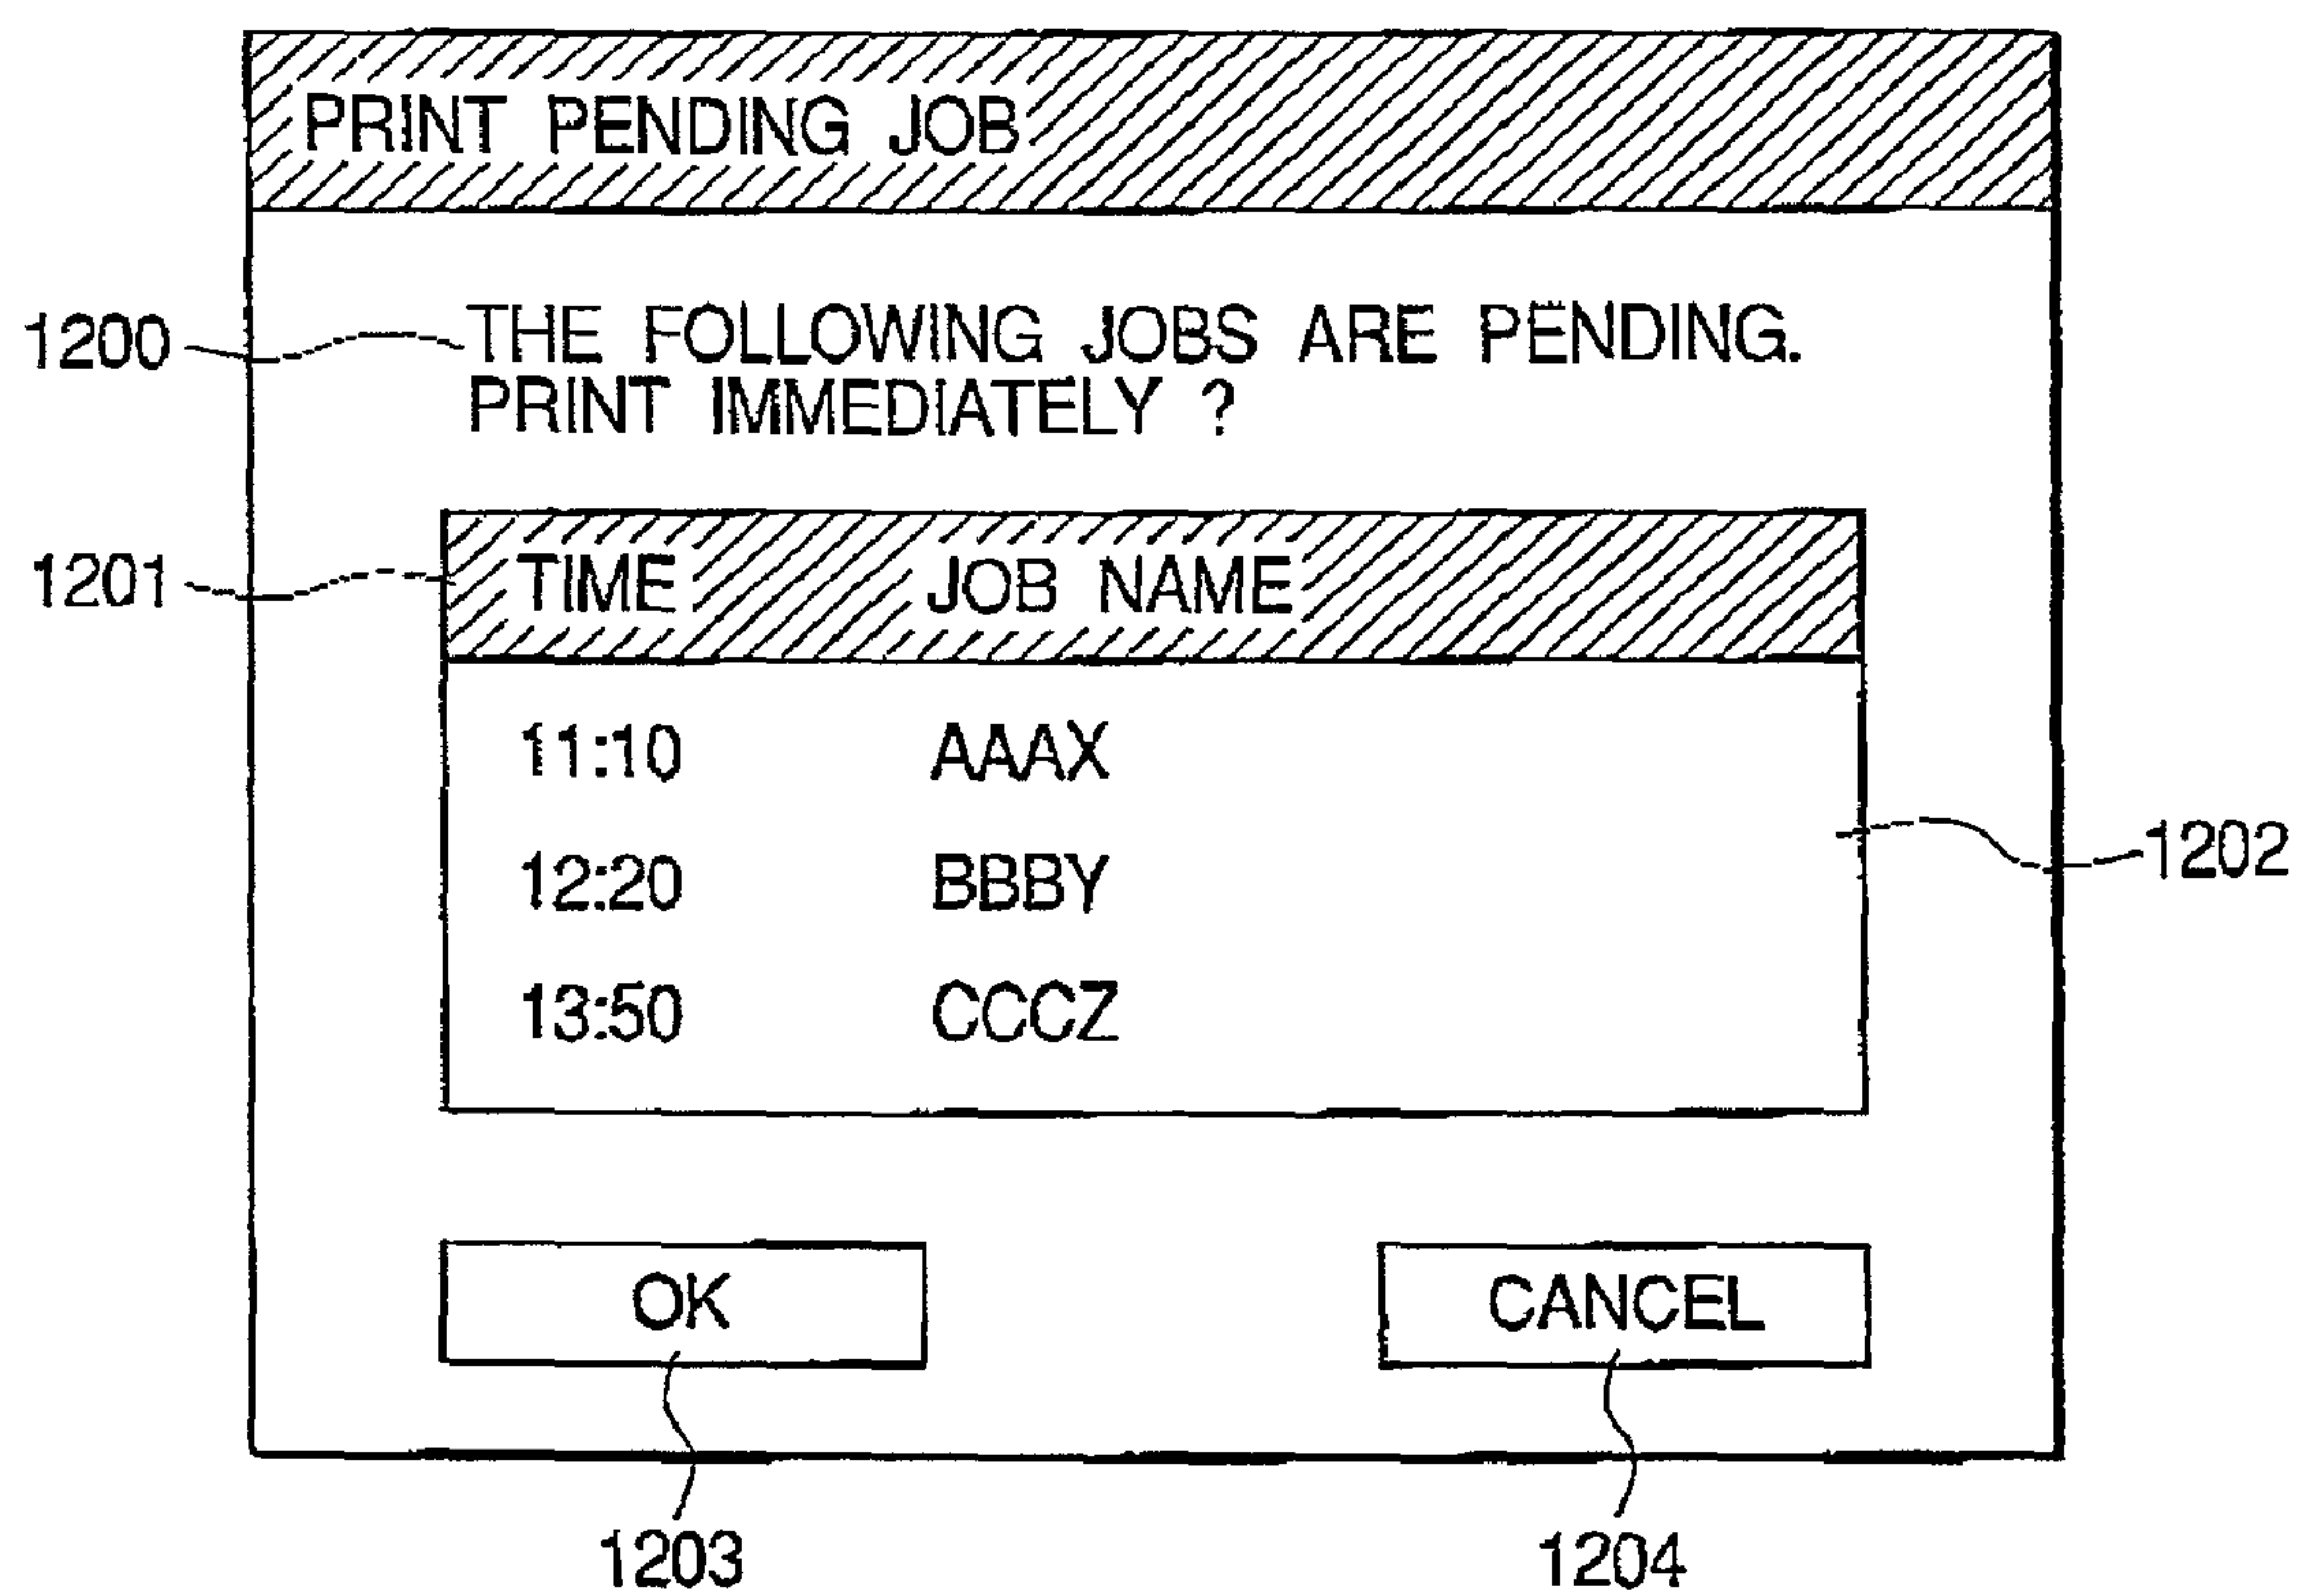 PRINT PENDING JOB
1200
THE FOLLOWING JOBS ARE PENDING.
PRINT IMMEDIATELY ?
1201
TIME JOB NAME
11:10 AAAX
1202
12:20 BBBY
13:50 CCCZ
OK CANCEL
1203 1204